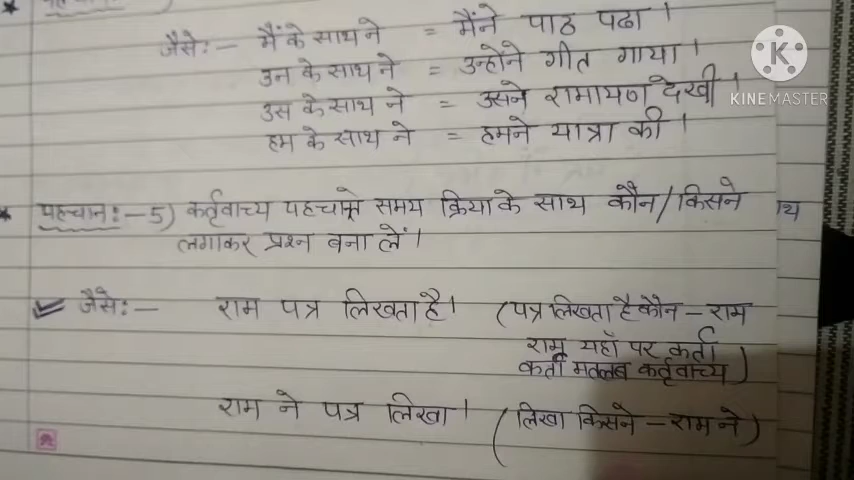 जैसे:- मैं के साथ ने = मैंने पाठ पढा।
उन के साथ ने = उन्होंने गीत गाया।
उस के साथ ने = उसने रामायण देखी।
हम के साथ ने = हमने यात्रा की।
KINEMASTER
पहचान:-5) कर्तृवाच्य पहचानते समय क्रिया के साथ कौन/किसने
लगाकर प्रश्न बना लें।
जैसे:- राम पत्र लिखता है। (पत्र लिखता है कौन - राम
राम यहाँ पर कर्ता
कर्ता मतलब कर्तृवाच्य)
राम ने पत्र लिखा। (लिखा किसने - राम ने)